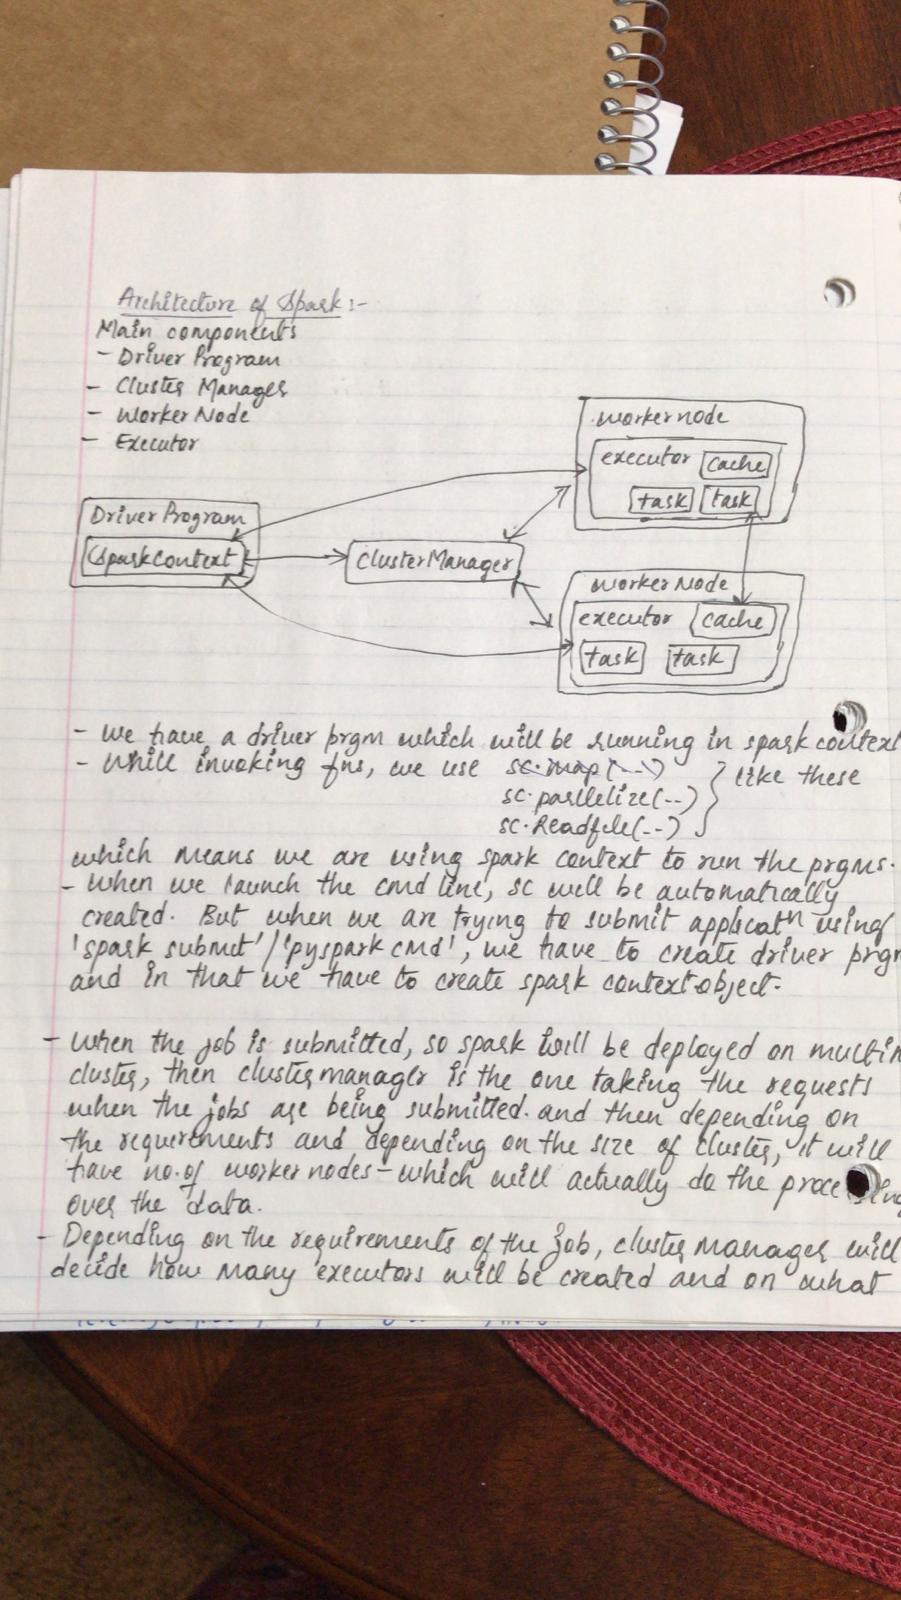 Architecture of Spark:-
Main components
- Driver Program
- Cluster Manager
- Worker Node
- Executor
Worker node
executor cache
task task
Driver Program
SparkContext
Cluster Manager
Worker Node
executor cache
task task
- We have a driver prgm which will be running in spark context
- While invoking fns, we use sc.map(--) } like these
sc.parllelize(--)
sc.Readfile(--)
which means we are using spark context to run the prgms.
- When we launch the cmd line, sc will be automatically
created. But when we are trying to submit applicatn using
'spark submit'/'pyspark cmd', we have to create driver prgm
and in that we have to create spark context object.
- When the job is submitted, so spark will be deployed on
cluster, then cluster manager is the one taking the requests
when the jobs are being submitted. and then depending on
the requirements and depending on the size of cluster, it will
have no. of worker nodes - which will actually do the
over the data.
- Depending on the requirements of the job, cluster manager will
decide how many executors will be created and on what